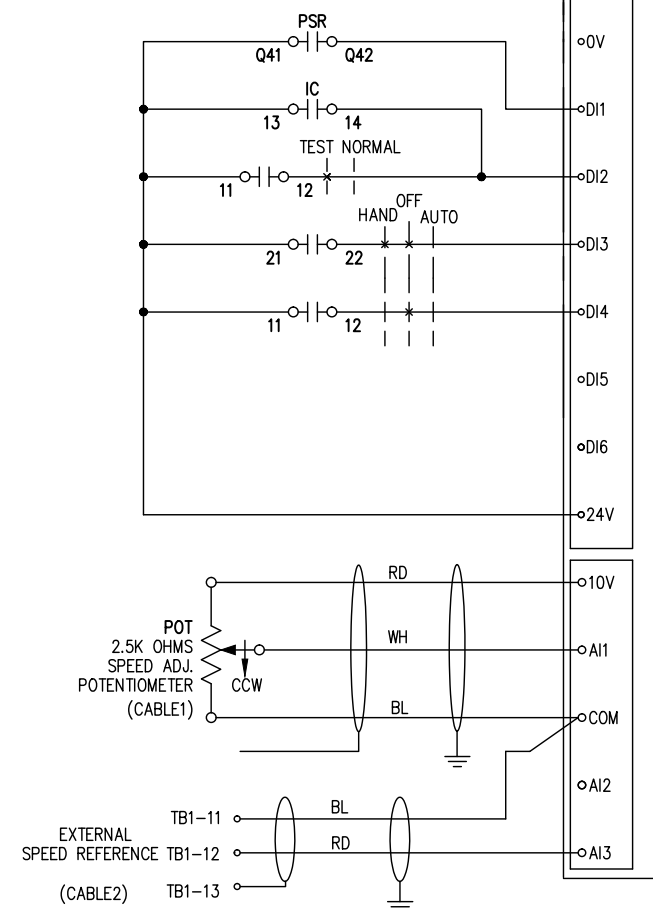 PSR
Q41 Q42
0V
IC
13 14
DI1
TEST NORMAL
11 12
DI2
HAND OFF AUTO
21 22
DI3
11 12
DI4
DI5
DI6
24V
RD
10V
POT
2.5K OHMS
SPEED ADJ.
POTENTIOMETER
(CABLE1)
CCW
WH
AI1
BL
COM
AI2
TB1-11
BL
EXTERNAL
SPEED REFERENCE TB1-12
RD
AI3
(CABLE2) TB1-13